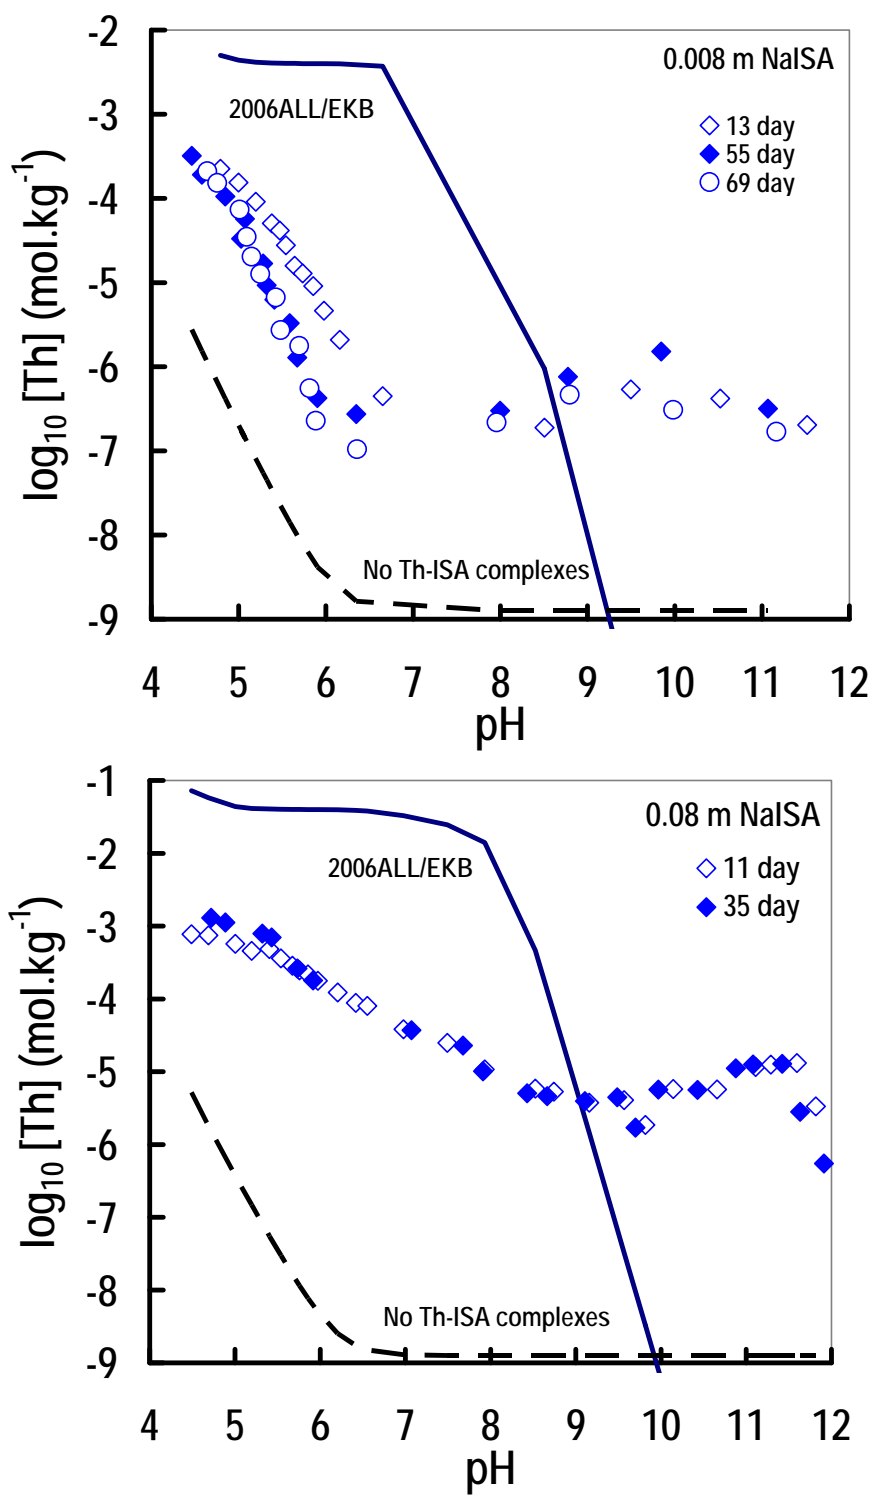 -2
0.008 m NaISA
-3
2006ALL/EKB
13 day
55 day
69 day
-4
-5
-6
-7
-8
No Th-ISA complexes
-9
log₁₀ [Th] (mol.kg⁻¹)
4 5 6 7 8 9 10 11 12
pH
-1
0.08 m NaISA
-2
2006ALL/EKB
11 day
35 day
-3
-4
-5
-6
-7
-8
No Th-ISA complexes
-9
log₁₀ [Th] (mol.kg⁻¹)
4 5 6 7 8 9 10 11 12
pH